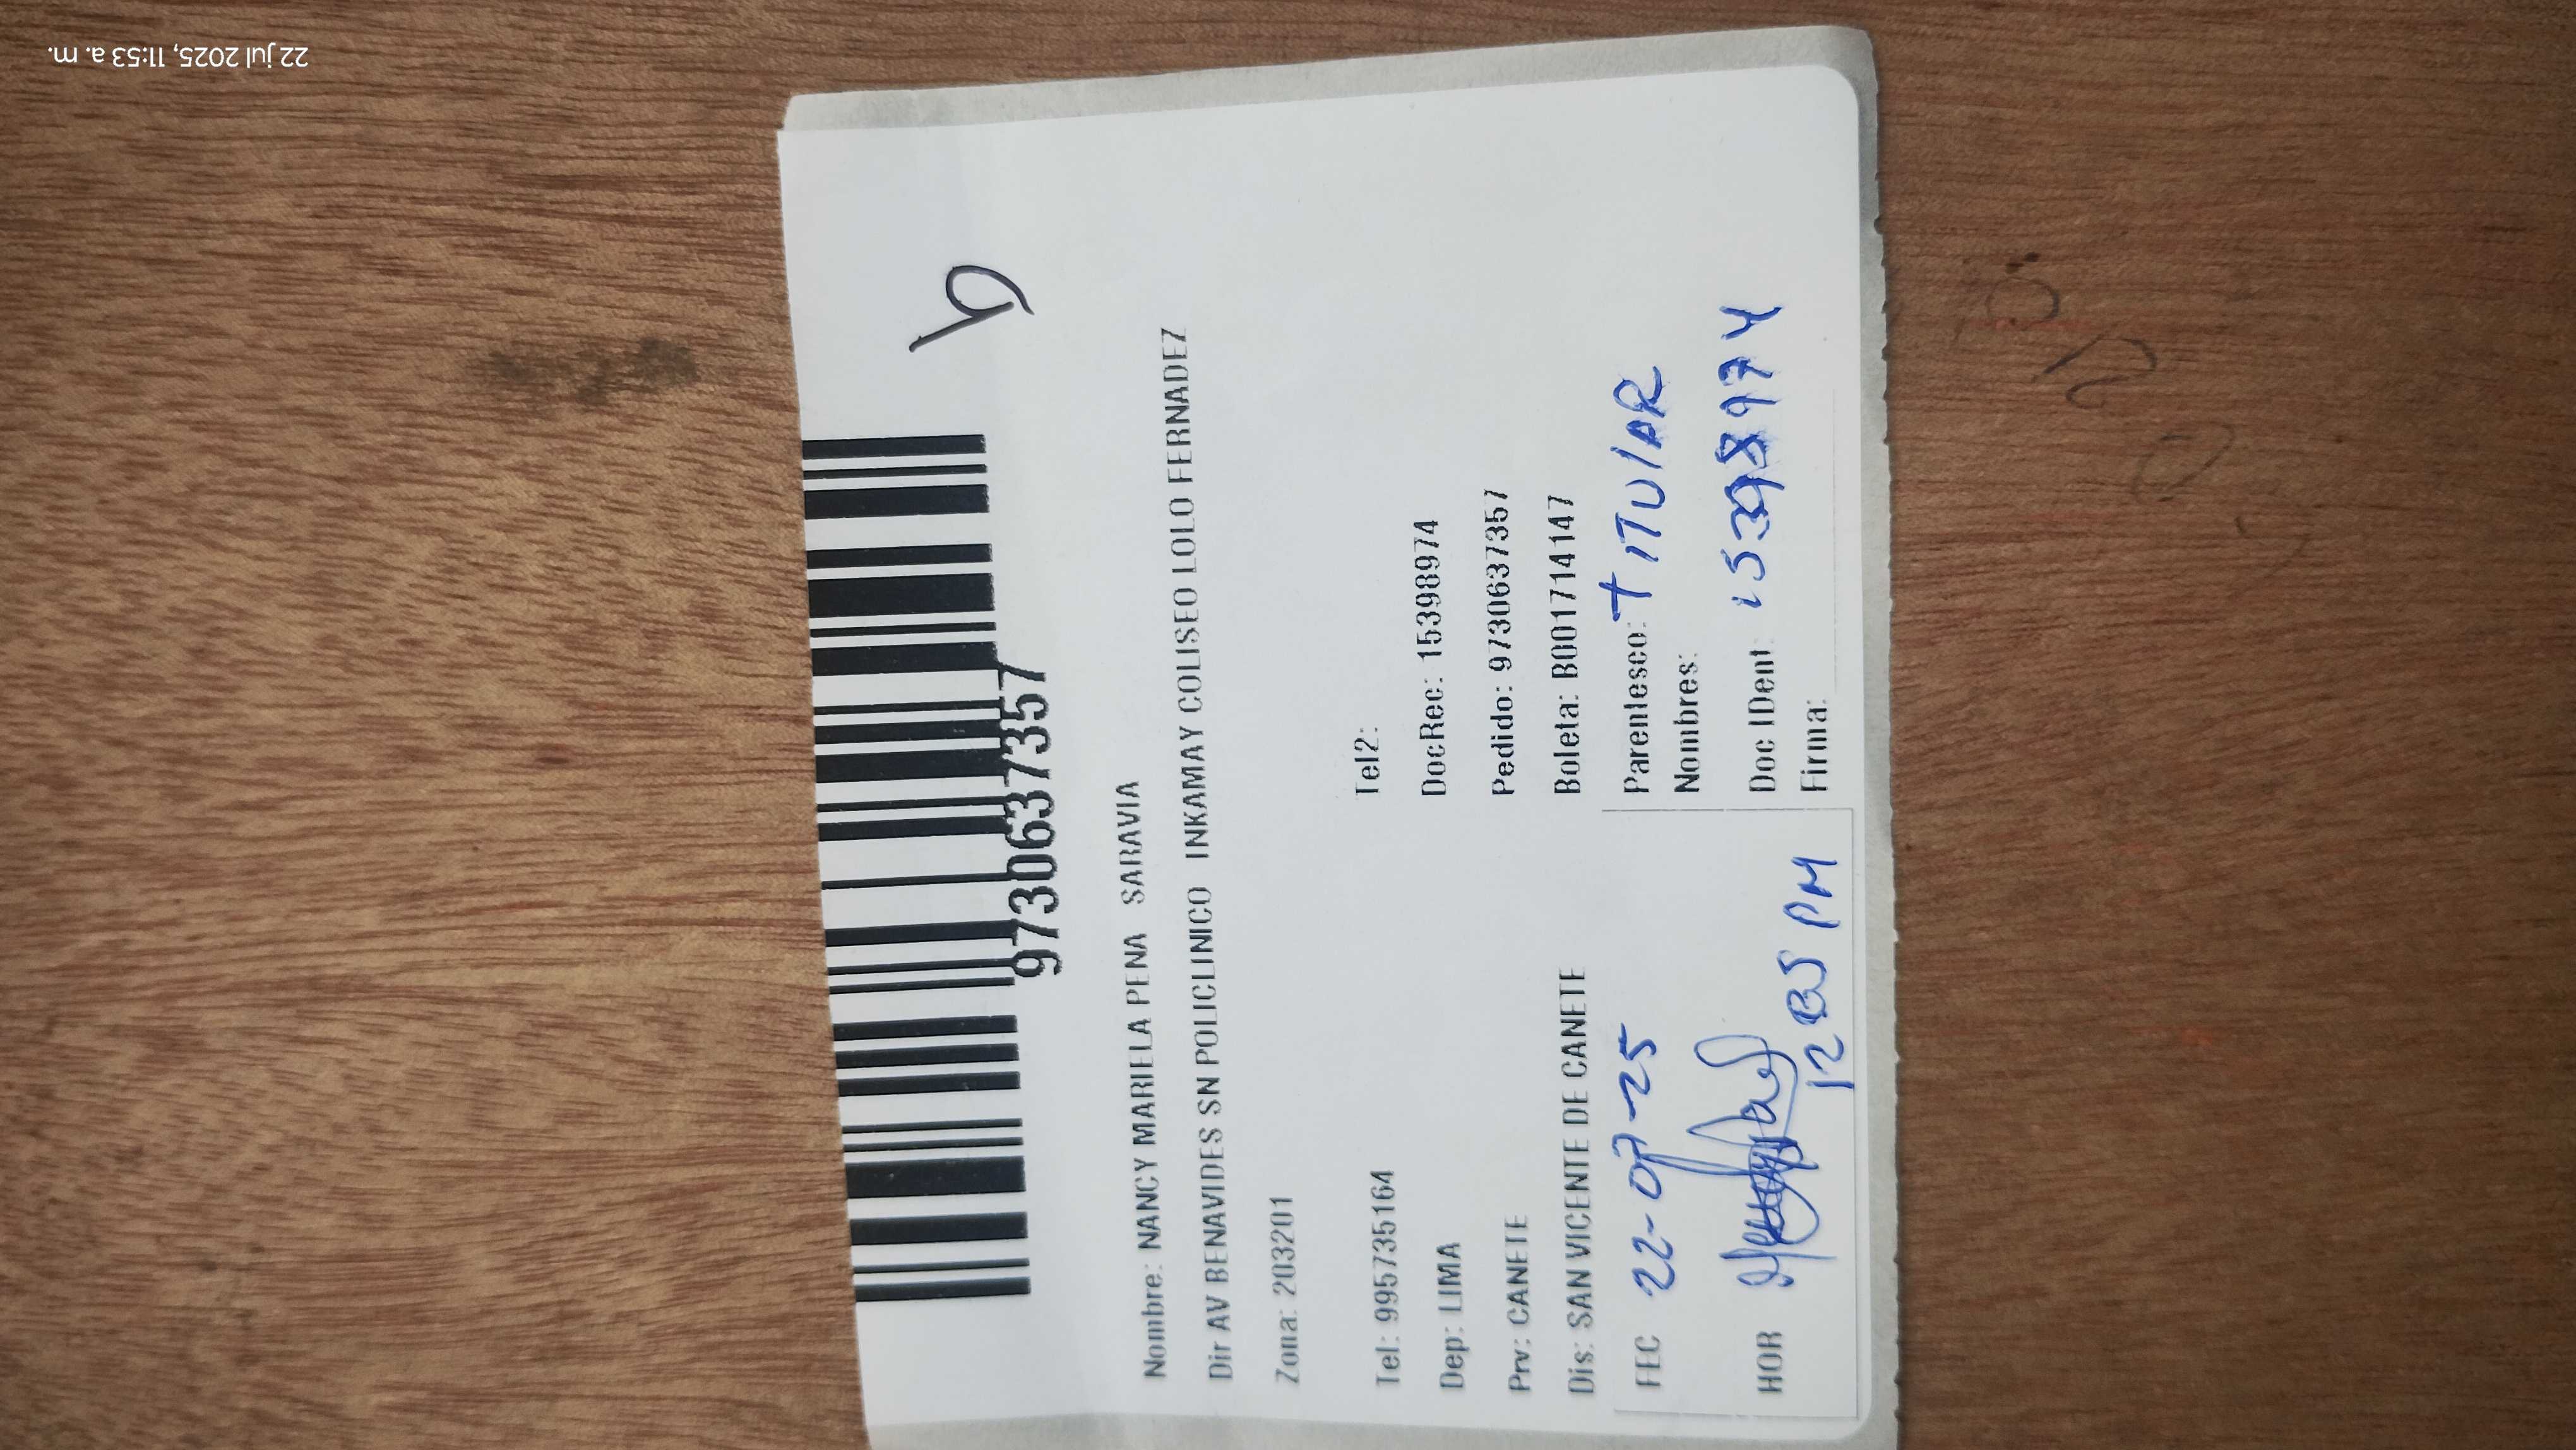 22 jul 2025, 11:53 a. m.
9730637357
Nombre: NANCY MARIELA PENA SARAVIA
Dir AV BENAVIDES SN POLICLINICO INKAMAY COLISEO LOLO FERNADEZ
Zona: 203201
Tel: 995735164 Tel2:
Dep: LIMA DocRec: 15398974
Prv: CANETE Pedido: 9730637357
Dis: SAN VICENTE DE CANETE Boleta: B001714147
FEC 22-07-25 Parentesco: TITULAR
Nombres:
HOR Doc IDent: 15398974
12 PM Firma: